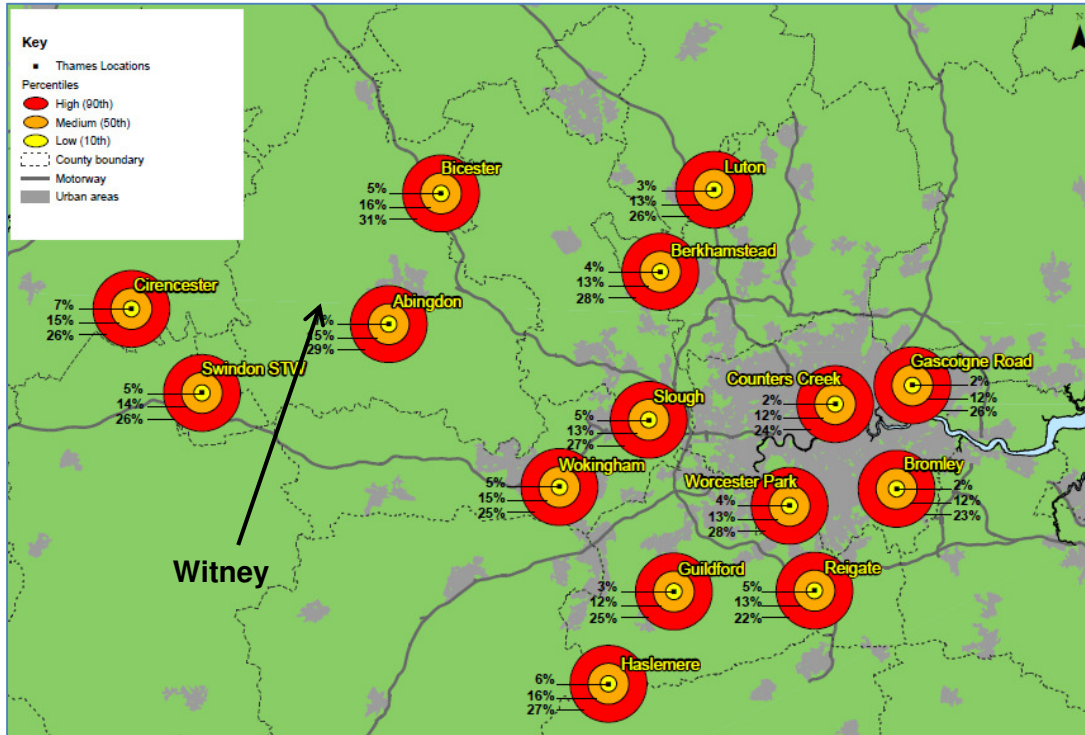 Key
Thames Locations
Percentiles
High (90th)
Medium (50th)
Low (10th)
County boundary
Motorway
Urban areas
Bicester
5%
16%
31%
Luton
3%
13%
26%
Berkhamstead
4%
13%
28%
Cirencester
7%
15%
26%
Abingdon
15%
29%
Swindon STW
5%
14%
26%
Slough
5%
13%
27%
Counters Creek
2%
12%
24%
Gascoigne Road
2%
12%
26%
Wokingham
5%
15%
25%
Worcester Park
4%
13%
28%
Bromley
2%
12%
23%
Witney
Guildford
3%
12%
25%
Reigate
5%
13%
22%
Haslemere
6%
16%
27%